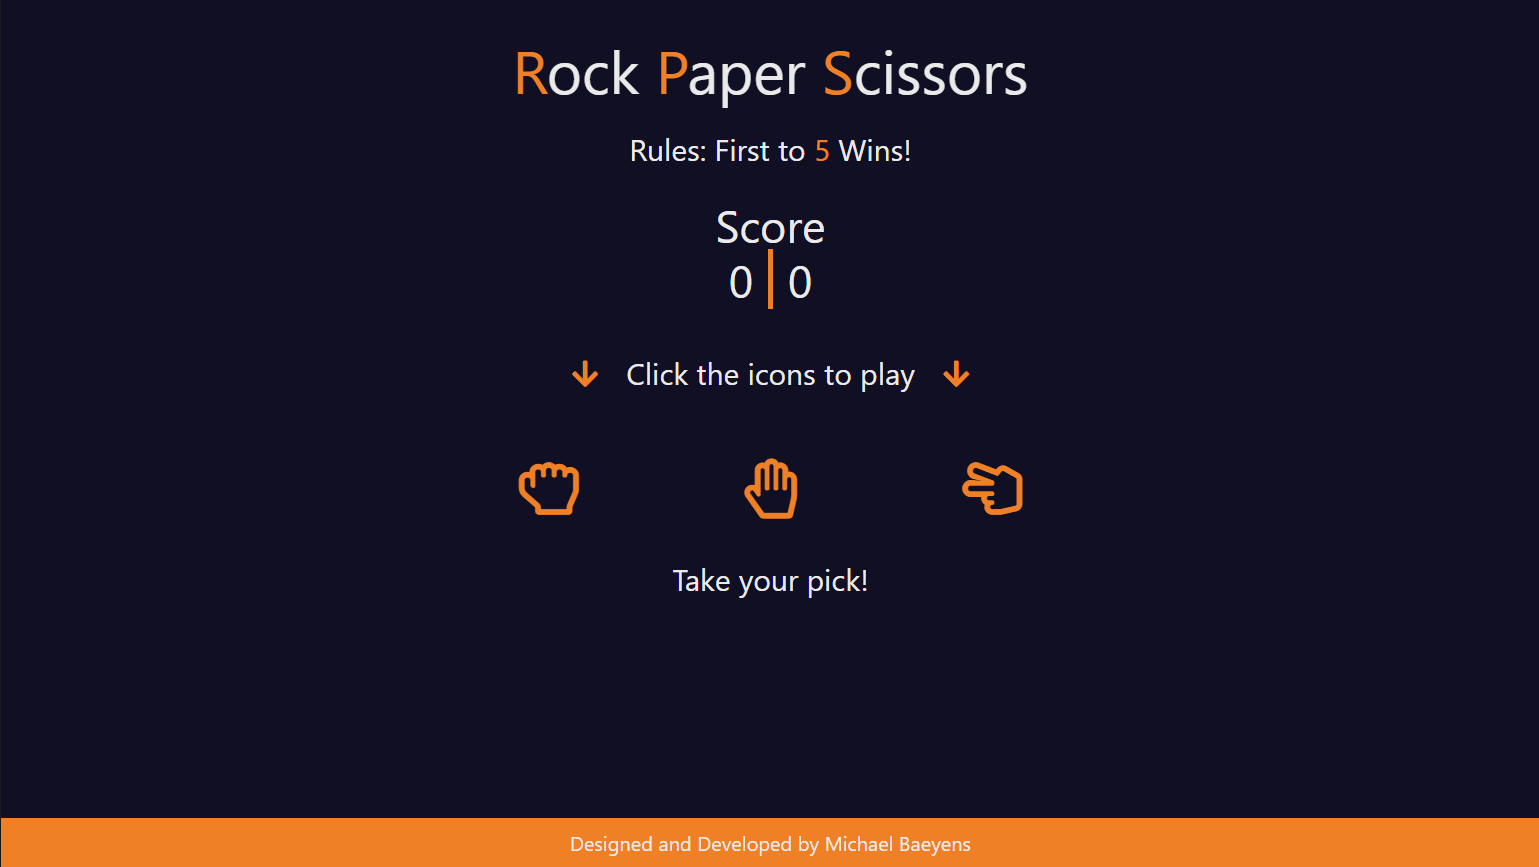 Rock Paper Scissors
Rules: First to 5 Wins!
Score
0 0
Click the icons to play
Take your pick!
Designed and Developed by Michael Baeyens